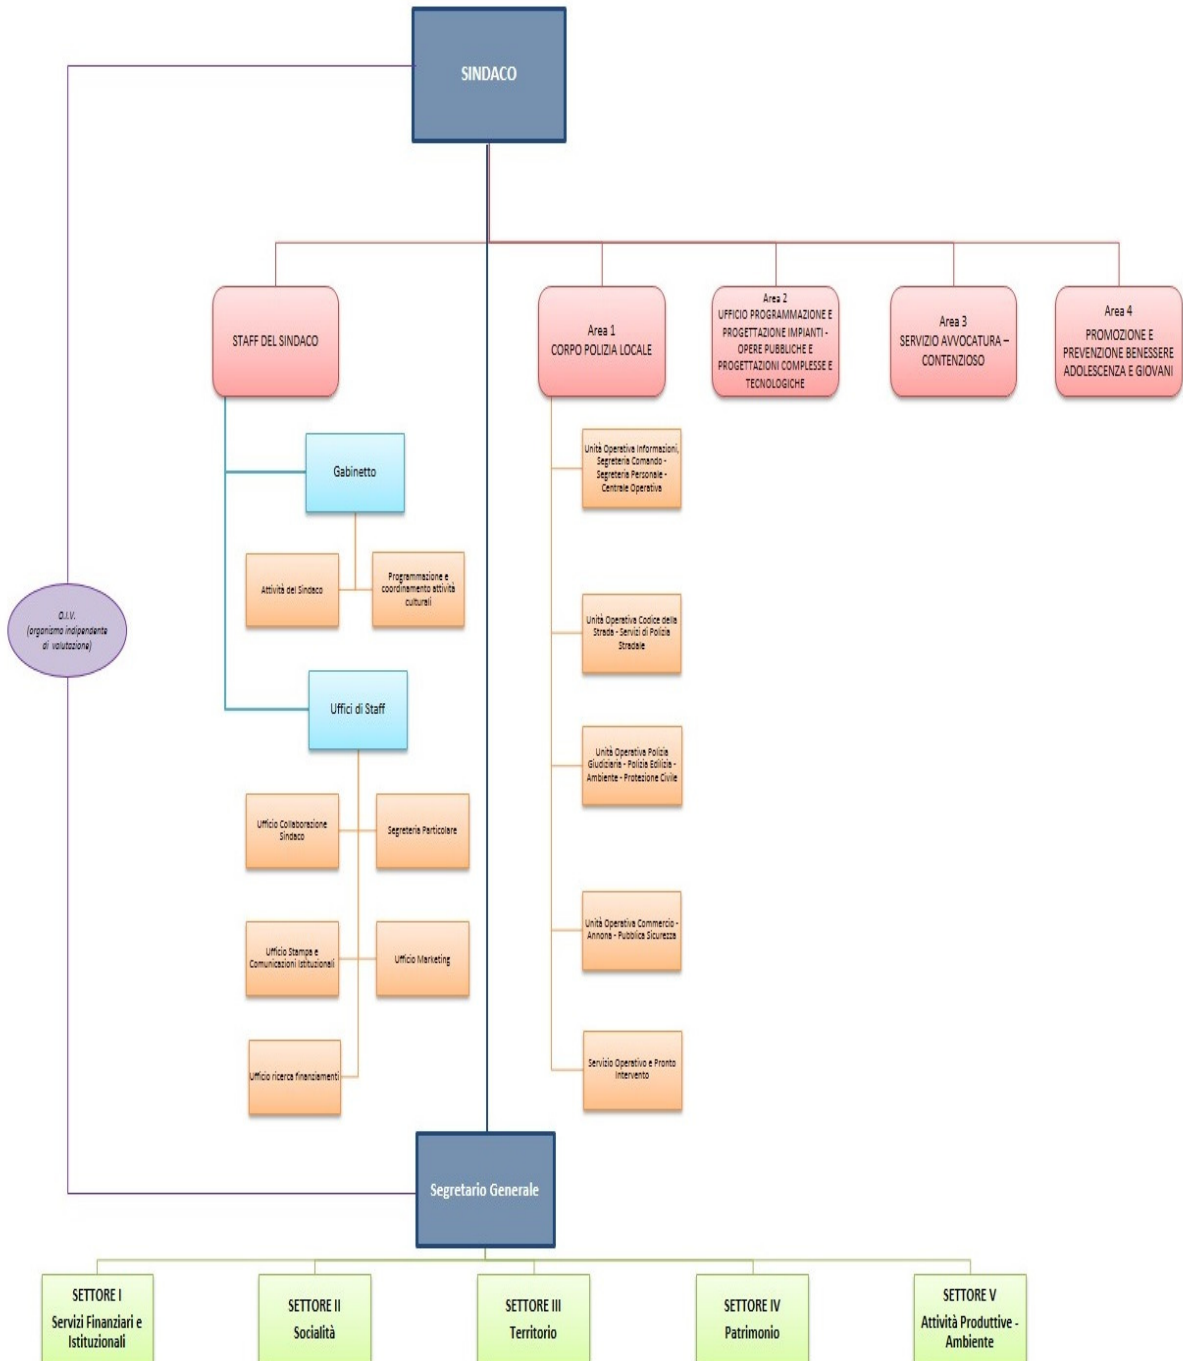 SINDACO
STAFF DEL SINDACO
Area 1
CORPO POLIZIA LOCALE
Area 2
UFFICIO PROGRAMMAZIONE E
PROGETTAZIONE IMPIANTI -
OPERE PUBBLICHE E
PROGETTAZIONI COMPLESSE E
TECNOLOGICHE
Area 3
SERVIZIO AVVOCATURA –
CONTENZIOSO
Area 4
PROMOZIONE E
PREVENZIONE BENESSERE
ADOLESCENZA E GIOVANI
Gabinetto
Attività del Sindaco
Programmazione e
coordinamento attività
culturali
Uffici di Staff
Ufficio Collaborazione
Sindaco
Segreteria Particolare
Ufficio Stampa e
Comunicazioni Istituzionali
Ufficio Marketing
Ufficio ricerca finanziamenti
Unità Operativa Informazioni,
Segreteria Comando -
Segreteria Personale -
Centrale Operativa
Unità Operativa Codice della
Strada - Servizi di Polizia
Stradale
Unità Operativa Polizia
Giudiziaria - Polizia Edilizia -
Ambiente - Protezione Civile
Unità Operativa Commercio -
Annona - Pubblica Sicurezza
Servizio Operativo e Pronto
Intervento
O.I.V.
(organismo indipendente
di valutazione)
Segretario Generale
SETTORE I
Servizi Finanziari e
Istituzionali
SETTORE II
Socialità
SETTORE III
Territorio
SETTORE IV
Patrimonio
SETTORE V
Attività Produttive -
Ambiente